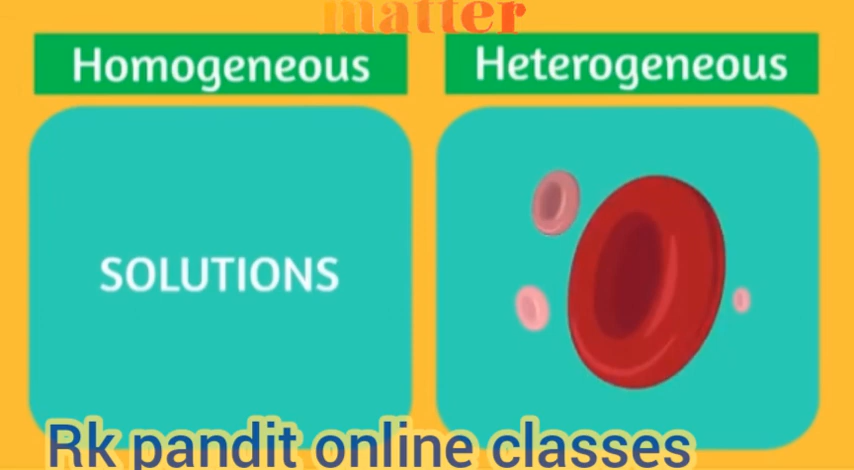 matter
Homogeneous
Heterogeneous
SOLUTIONS
Rk pandit online classes